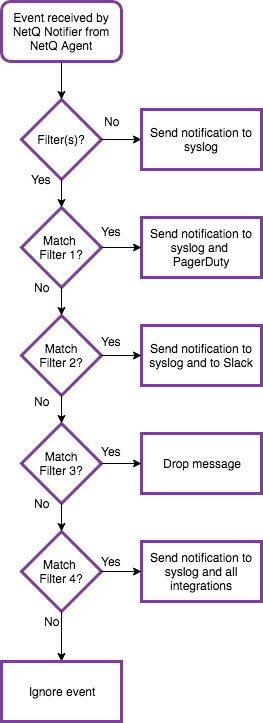 Event received by
NetQ Notifier from
NetQ Agent
Filter(s)?
No
Send notification to
syslog
Yes
Match
Filter 1?
Yes
Send notification to
syslog and
PagerDuty
No
Match
Filter 2?
Yes
Send notification to
syslog and to Slack
No
Match
Filter 3?
Yes
Drop message
No
Match
Filter 4?
Yes
Send notification to
syslog and all
integrations
No
Ignore event